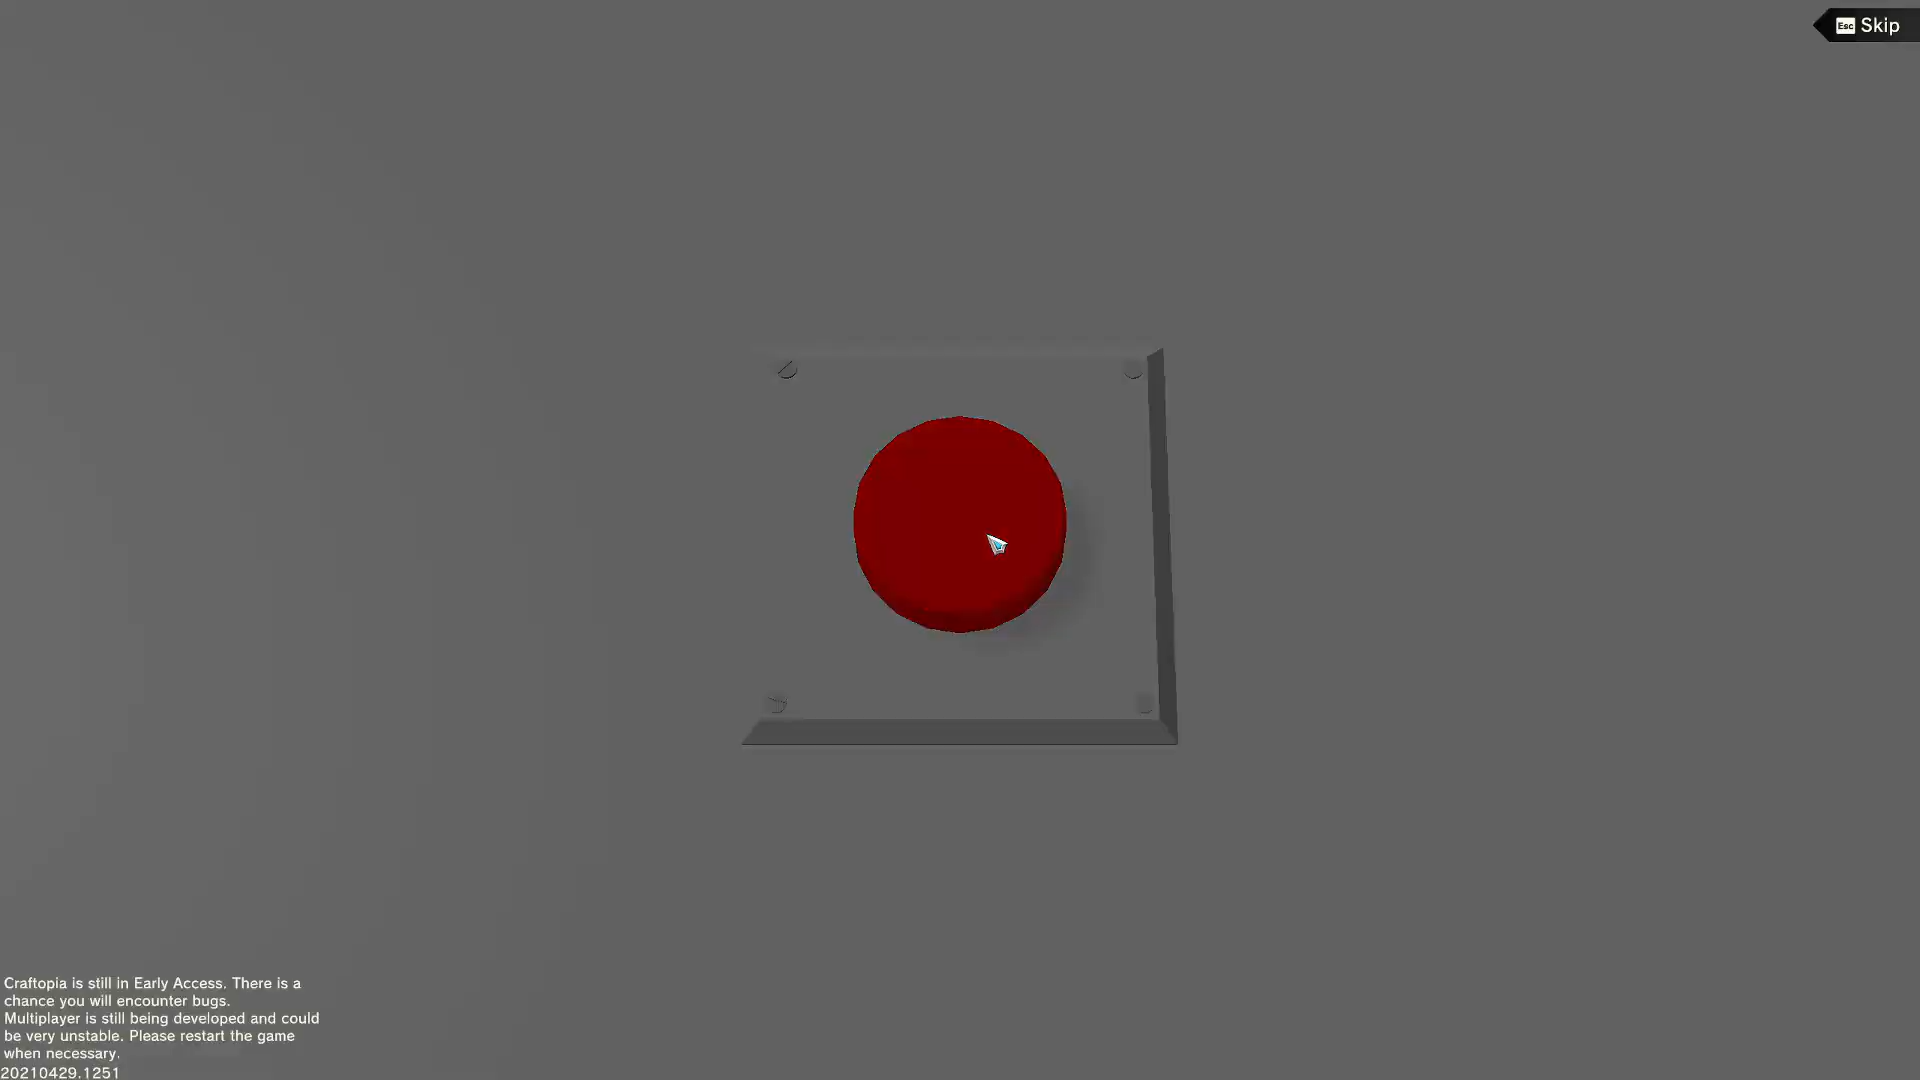 Esc Skip
Craftopia is still in Early Access. There is a
chance you will encounter bugs.
Multiplayer is still being developed and could
be very unstable. Please restart the game
when necessary.
20210429.1251